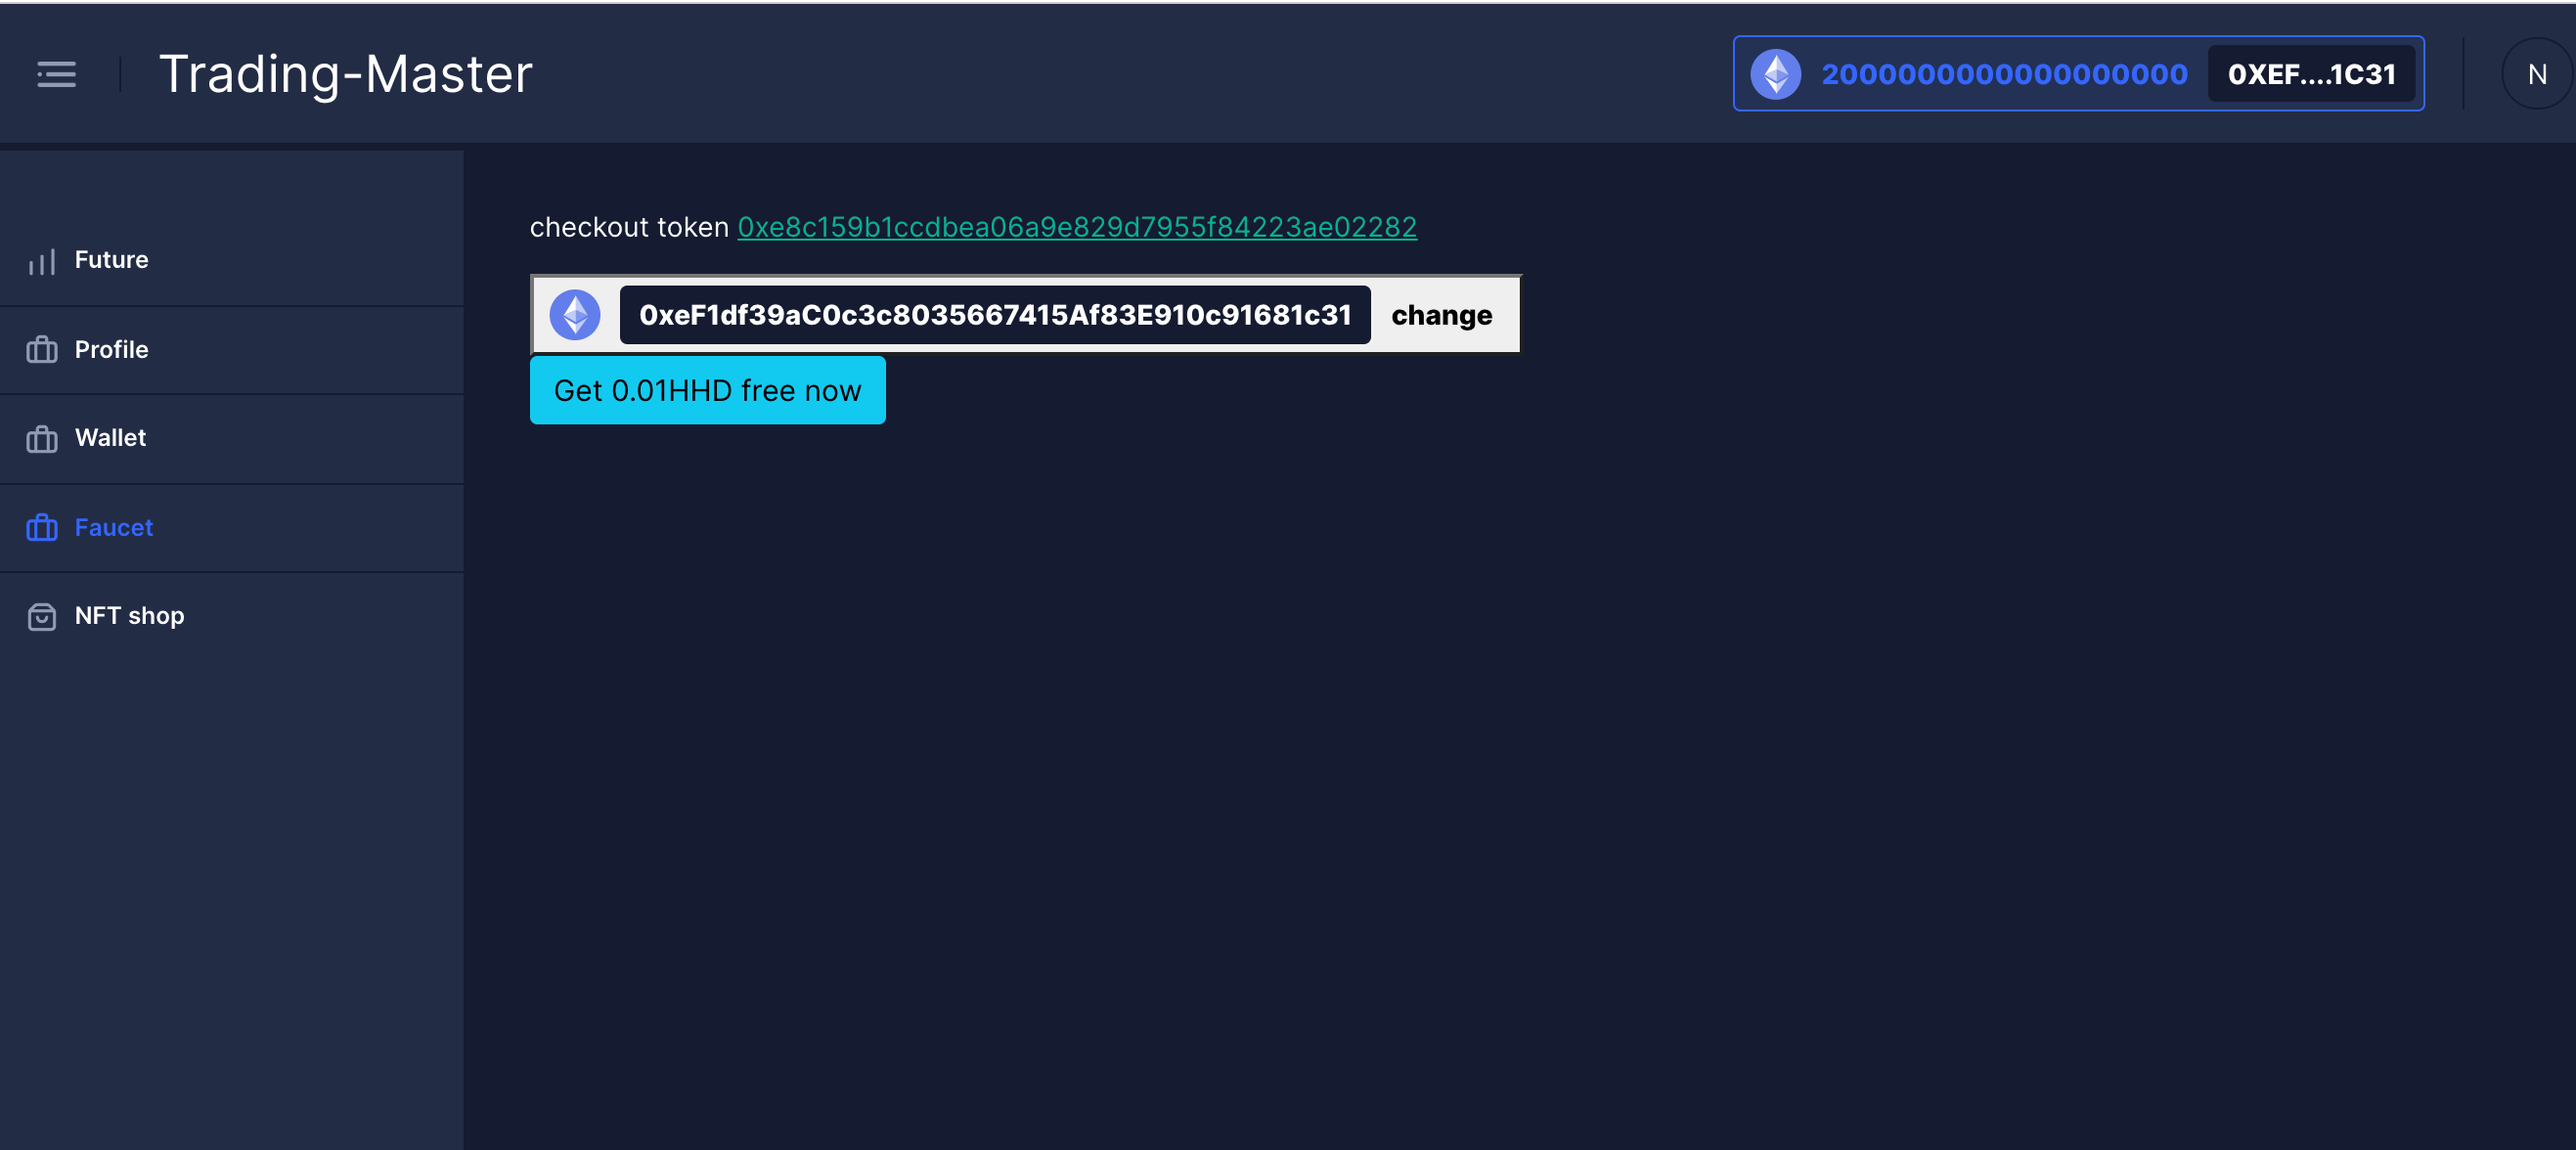 Trading-Master
2000000000000000000 0XEF....1C31 N
Future
Profile
Wallet
Faucet
NFT shop
checkout token 0xe8c159b1ccdbea06a9e829d7955f84223ae02282
0xeF1df39aC0c3c8035667415Af83E910c91681c31 change
Get 0.01HHD free now